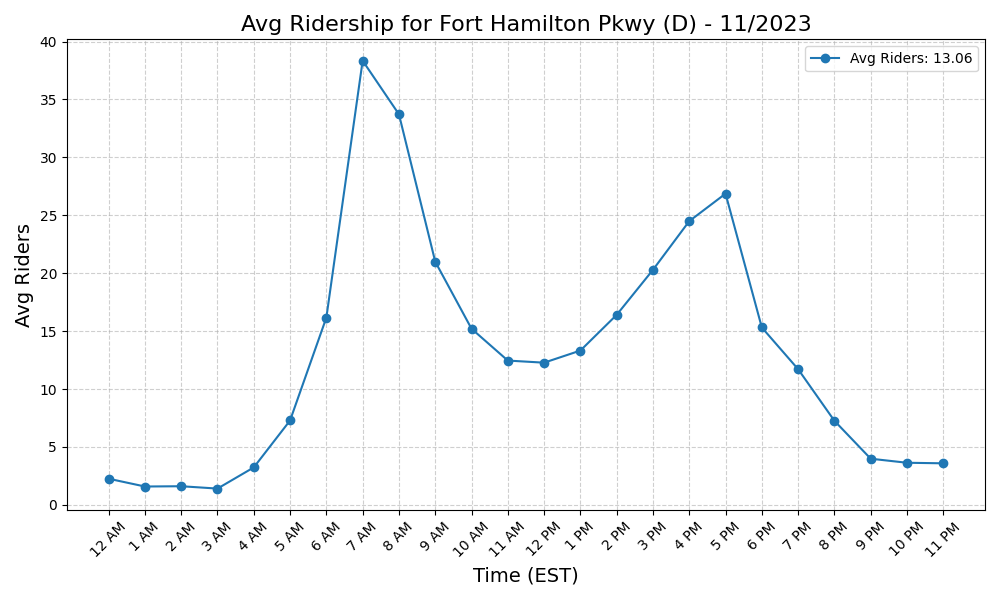 Avg Ridership for Fort Hamilton Pkwy (D) - 11/2023
Avg Riders: 13.06
Avg Riders
40
35
30
25
20
15
10
5
0
12 AM
1 AM
2 AM
3 AM
4 AM
5 AM
6 AM
7 AM
8 AM
9 AM
10 AM
11 AM
12 PM
1 PM
2 PM
3 PM
4 PM
5 PM
6 PM
7 PM
8 PM
9 PM
10 PM
11 PM
Time (EST)